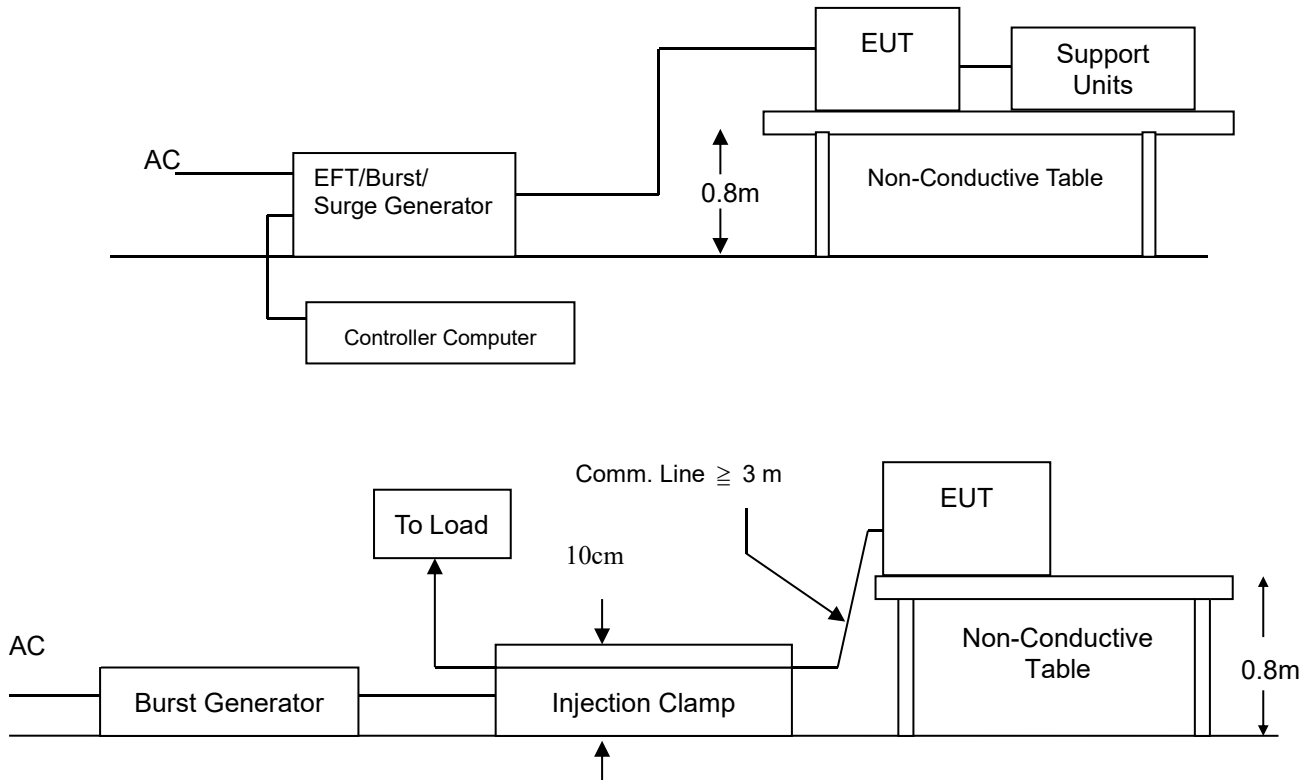 EUT
Support
Units
AC
EFT/Burst/
Surge Generator
0.8m
Non-Conductive Table
Controller Computer
Comm. Line ≧ 3 m
EUT
To Load
10cm
AC
Non-Conductive
Table
0.8m
Burst Generator
Injection Clamp